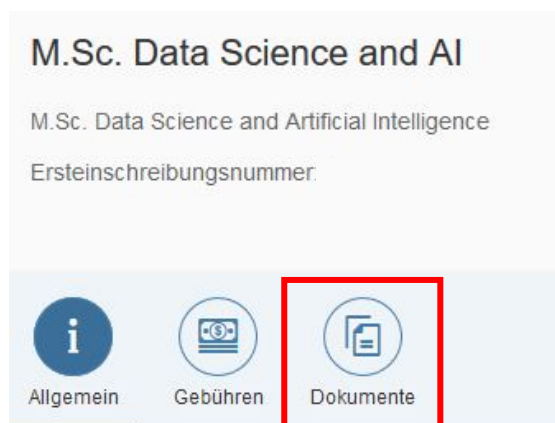 M.Sc. Data Science and AI
M.Sc. Data Science and Artificial Intelligence
Ersteinschreibungsnummer:
i
Allgemein Gebühren Dokumente